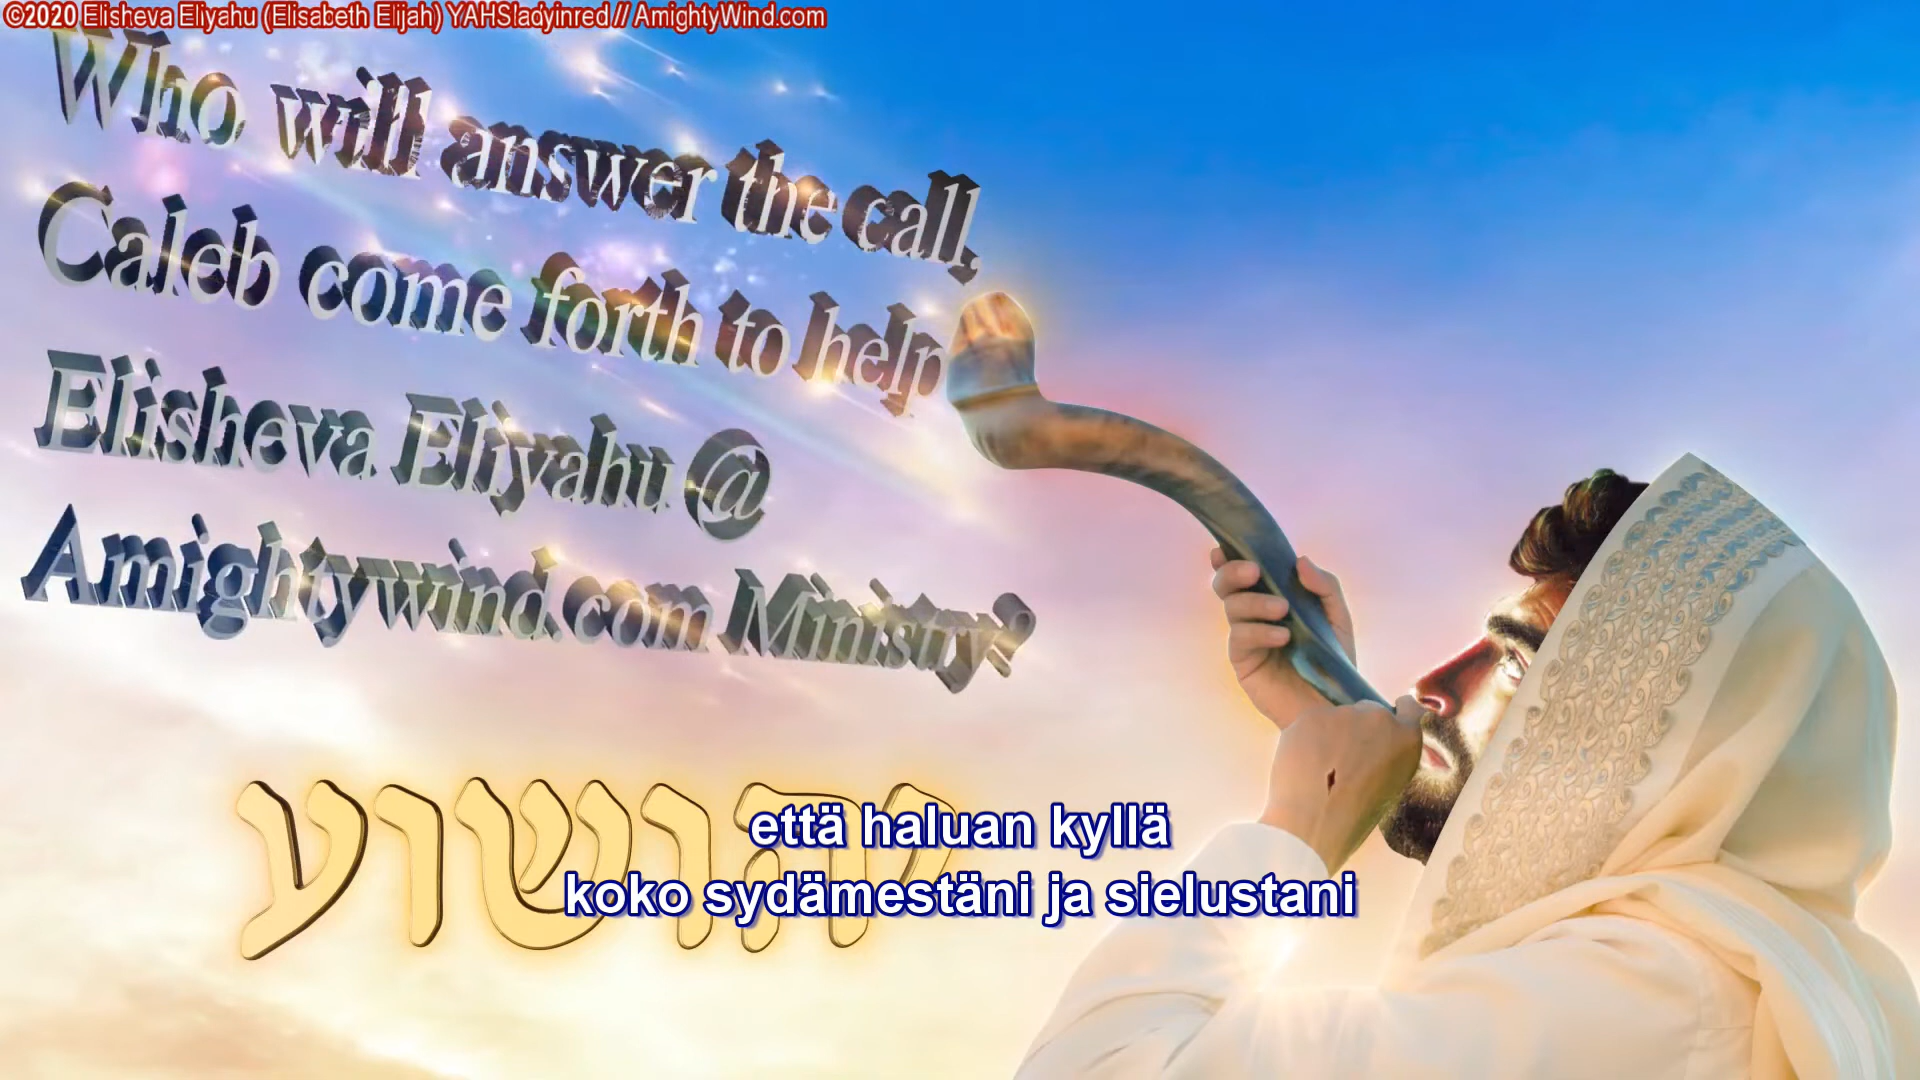 ©2020 Elisheva Eliyahu (Elisabeth Elijah) YAHSladyinred // AmightyWind.com
Who will answer the call,
Caleb come forth to help
Elisheva Eliyahu @
Amightywind.com Ministry?
יהושוע
että haluan kyllä
koko sydämestäni ja sielustani